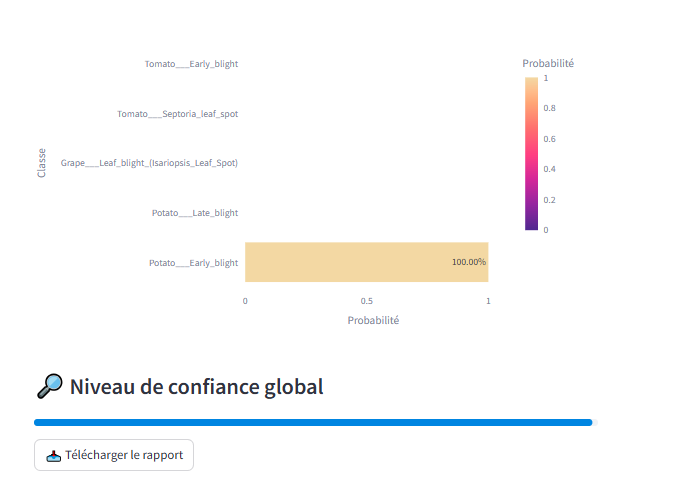 Tomato___Early_blight
Tomato___Septoria_leaf_spot
Grape___Leaf_blight_(Isariopsis_Leaf_Spot)
Potato___Late_blight
Potato___Early_blight
Classe
100.00%
0
0.5
1
Probabilité
Probabilité
1
0.8
0.6
0.4
0.2
0
Niveau de confiance global
Télécharger le rapport